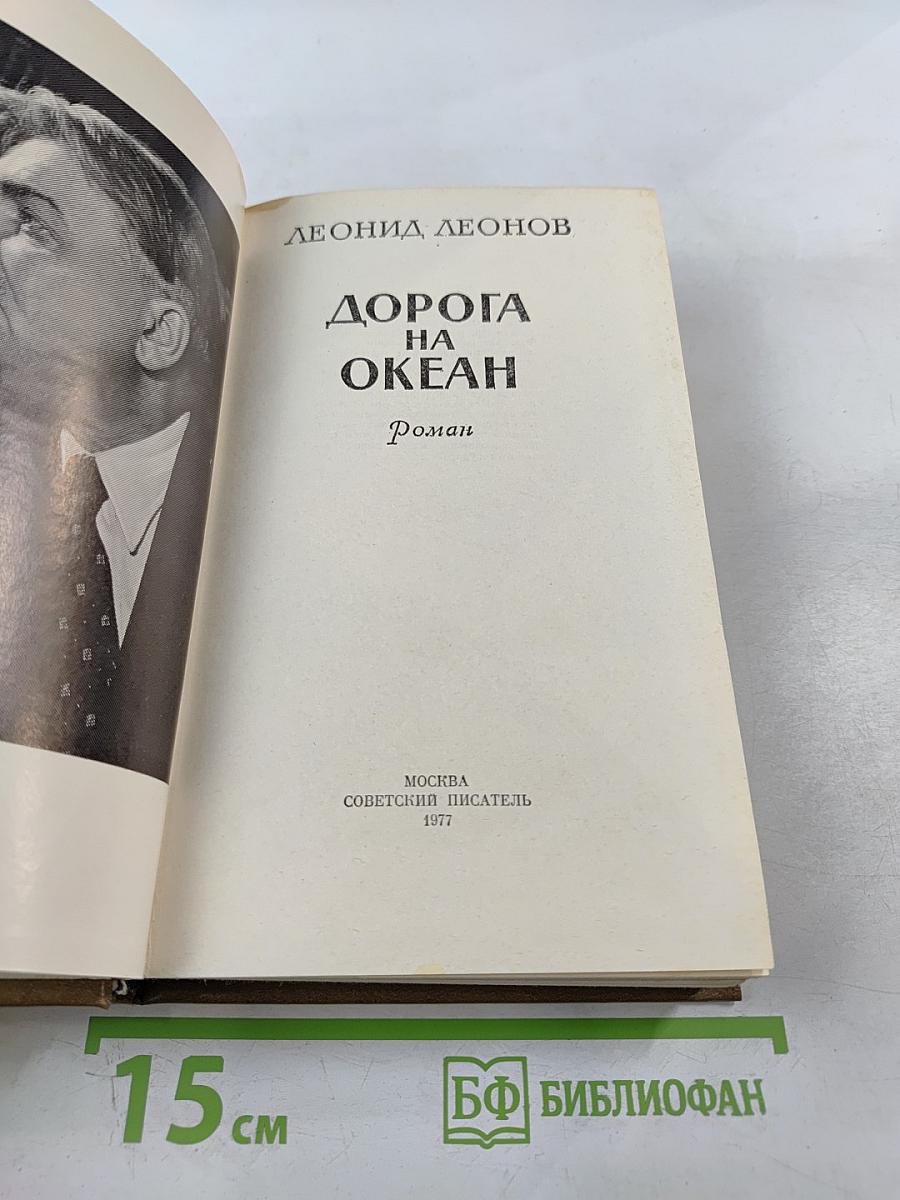 ЛЕОНИД ЛЕОНОВ
ДОРОГА
НА
ОКЕАН
Роман
МОСКВА
СОВЕТСКИЙ ПИСАТЕЛЬ
1977
15 см
БФ БИБЛИОФАН